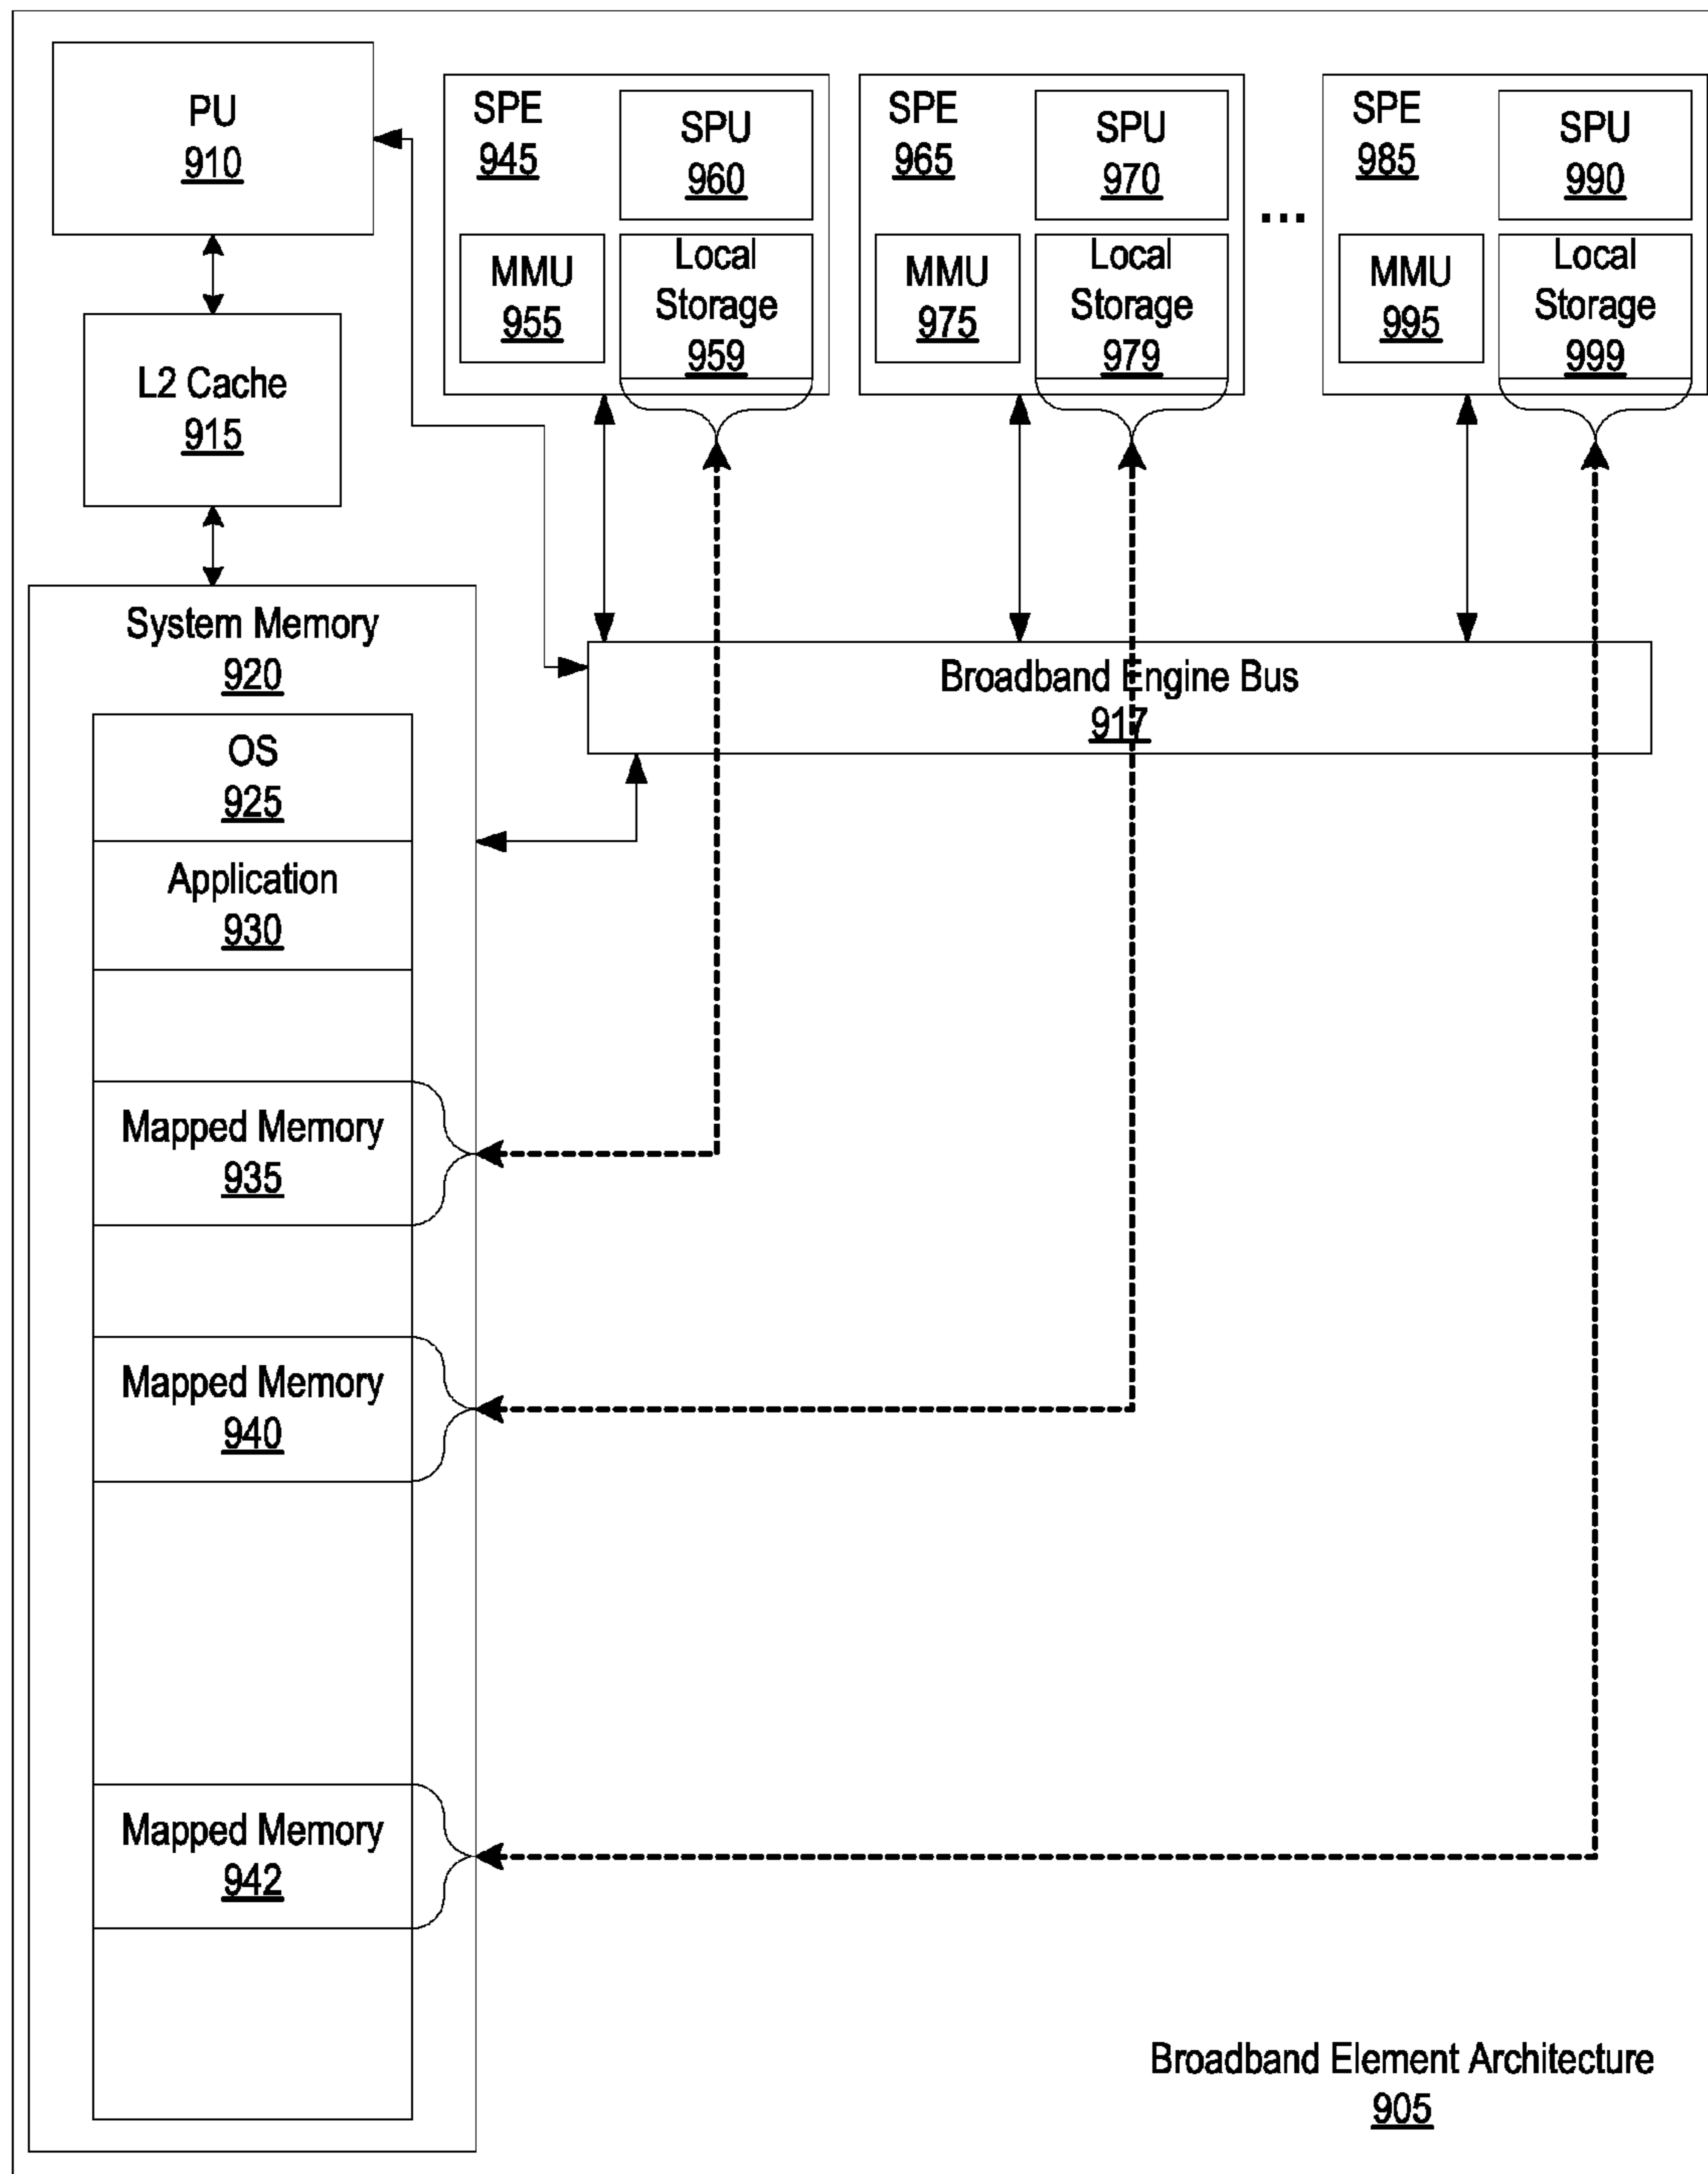 PU
910
L2 Cache
915
System Memory
920
OS
925
Application
930
Mapped Memory
935
Mapped Memory
940
Mapped Memory
942
SPE
945
SPU
960
MMU
955
Local
Storage
959
SPE
965
SPU
970
MMU
975
Local
Storage
979
...
SPE
985
SPU
990
MMU
995
Local
Storage
999
Broadband Engine Bus
917
Broadband Element Architecture
905